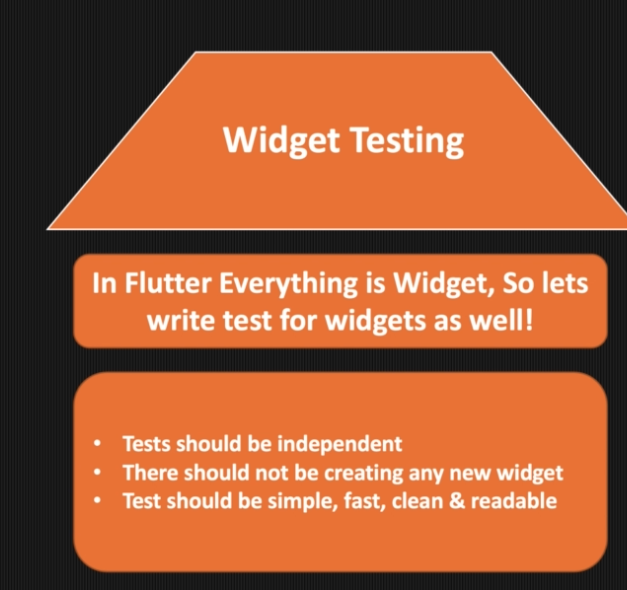 Widget Testing
In Flutter Everything is Widget, So lets
write test for widgets as well!
• Tests should be independent
• There should not be creating any new widget
• Test should be simple, fast, clean & readable